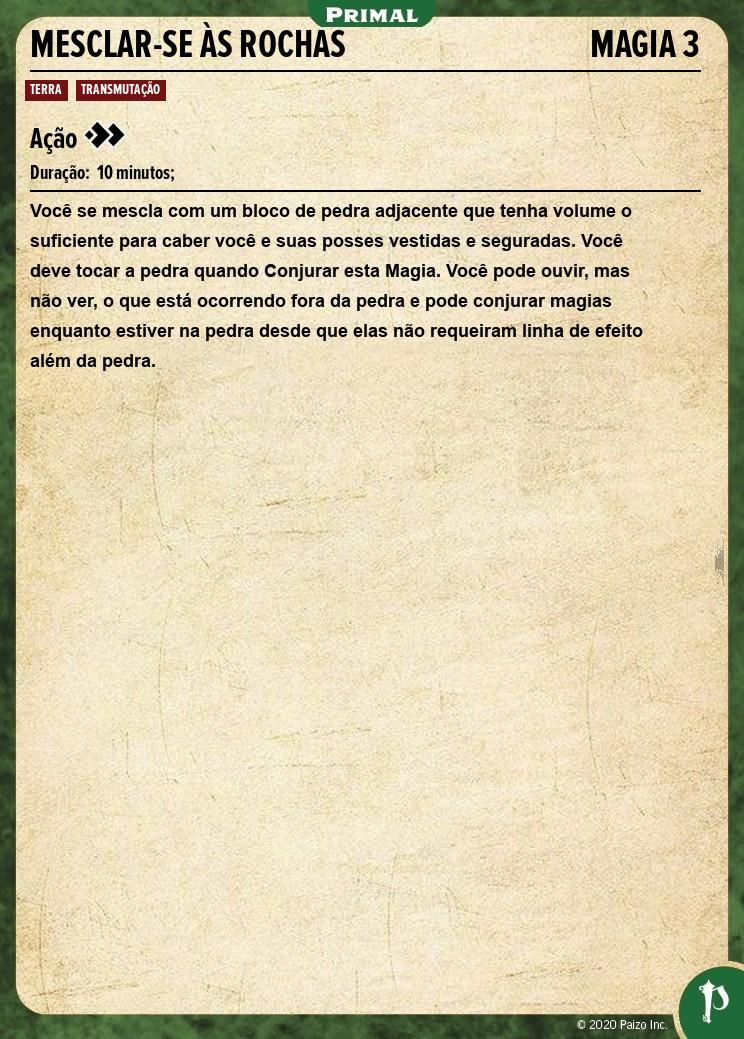 PRIMAL
MESCLAR-SE ÀS ROCHAS MAGIA 3
TERRA TRANSMUTAÇÃO
Ação
Duração: 10 minutos;
Você se mescla com um bloco de pedra adjacente que tenha volume o
suficiente para caber você e suas posses vestidas e seguradas. Você
deve tocar a pedra quando Conjurar esta Magia. Você pode ouvir, mas
não ver, o que está ocorrendo fora da pedra e pode conjurar magias
enquanto estiver na pedra desde que elas não requeiram linha de efeito
além da pedra.
© 2020 Paizo Inc.
P